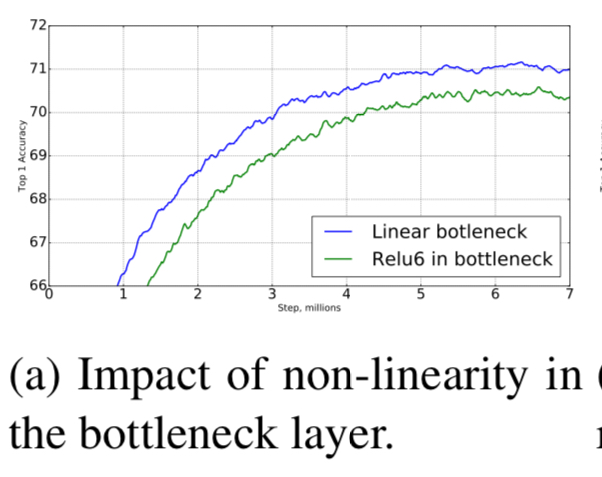 72
71
70
69
68
67
66
0 1 2 3 4 5 6 7
Top 1 Accuracy
Step, millions
Linear botleneck
Relu6 in bottleneck
(a) Impact of non-linearity in (
the bottleneck layer.